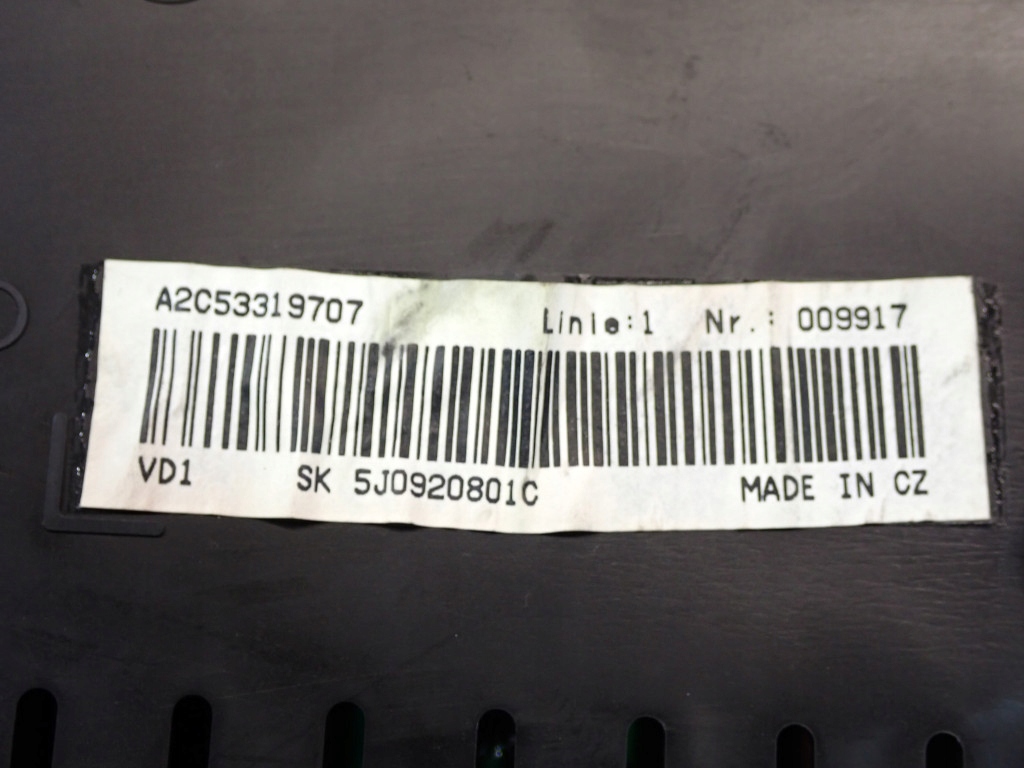 A2C53319707 Linie:1 Nr.: 009917
VD1 SK 5J0920801C MADE IN CZ